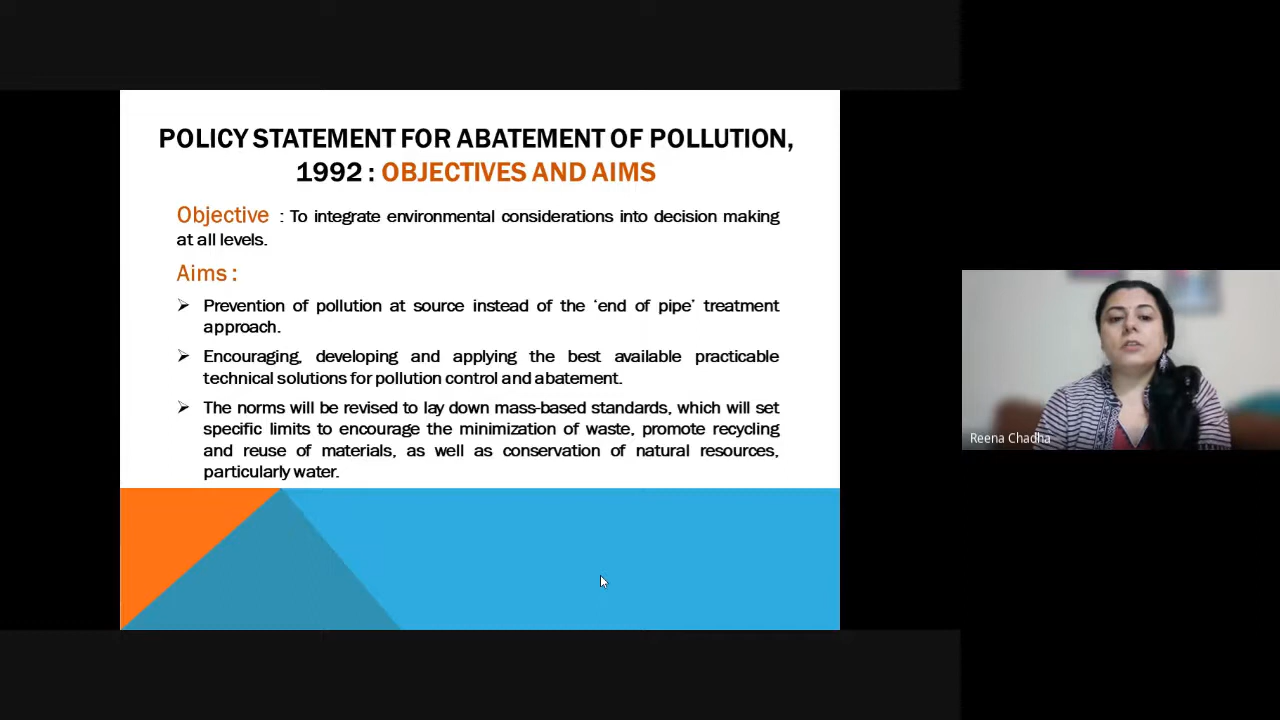 POLICY STATEMENT FOR ABATEMENT OF POLLUTION,
1992 : OBJECTIVES AND AIMS
Objective : To integrate environmental considerations into decision making
at all levels.
Aims :
➢ Prevention of pollution at source instead of the ‘end of pipe’ treatment
approach.
➢ Encouraging, developing and applying the best available practicable
technical solutions for pollution control and abatement.
➢ The norms will be revised to lay down mass-based standards, which will set
specific limits to encourage the minimization of waste, promote recycling
and reuse of materials, as well as conservation of natural resources,
particularly water.
Reena Chadha